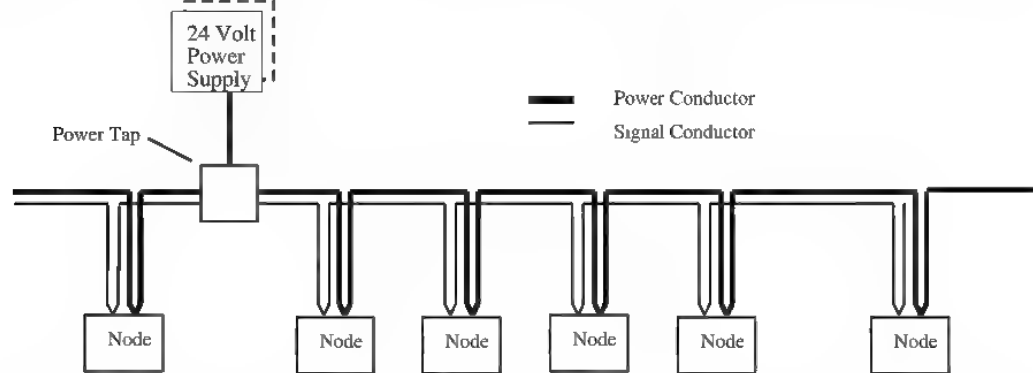 24 Volt
Power
Supply
Power Conductor
Signal Conductor
Power Tap
Node
Node
Node
Node
Node
Node